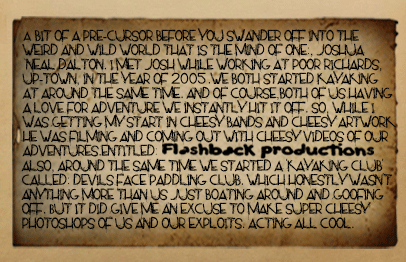 A BIT OF A PRE-CURSOR BEFORE YOU SWANDER OFF INTO THE
WEIRD AND WILD WORLD THAT IS THE MIND OF ONE:, JOSHUA
NEAL DALTON. I MET JOSH WHILE WORKING AT POOR RICHARDS,
UP-TOWN, IN THE YEAR OF 2005. WE BOTH STARTED KAYAKING
AT AROUND THE SAME TIME. AND OF COURSE BOTH OF US HAVING
A LOVE FOR ADVENTURE WE INSTANTLY HIT IT OFF. SO, WHILE I
WAS GETTING MY START IN CHEESY BANDS AND CHEESY ARTWORK
HE WAS FILMING AND COMING OUT WITH CHEESY VIDEOS OF OUR
ADVENTURES ENTITLED: Flashback productions
ALSO, AROUND THE SAME TIME WE STARTED A KAYAKING CLUB
CALLED: DEVILS FACE PADDLING CLUB, WHICH HONESTLY WASN'T
ANYTHING MORE THAN US JUST BOATING AROUND AND GOOFING
OFF. BUT IT DID GIVE ME AN EXCUSE TO MAKE SUPER CHEESY
PHOTOSHOPS OF US AND OUR EXPLOITS. ACTING ALL COOL.